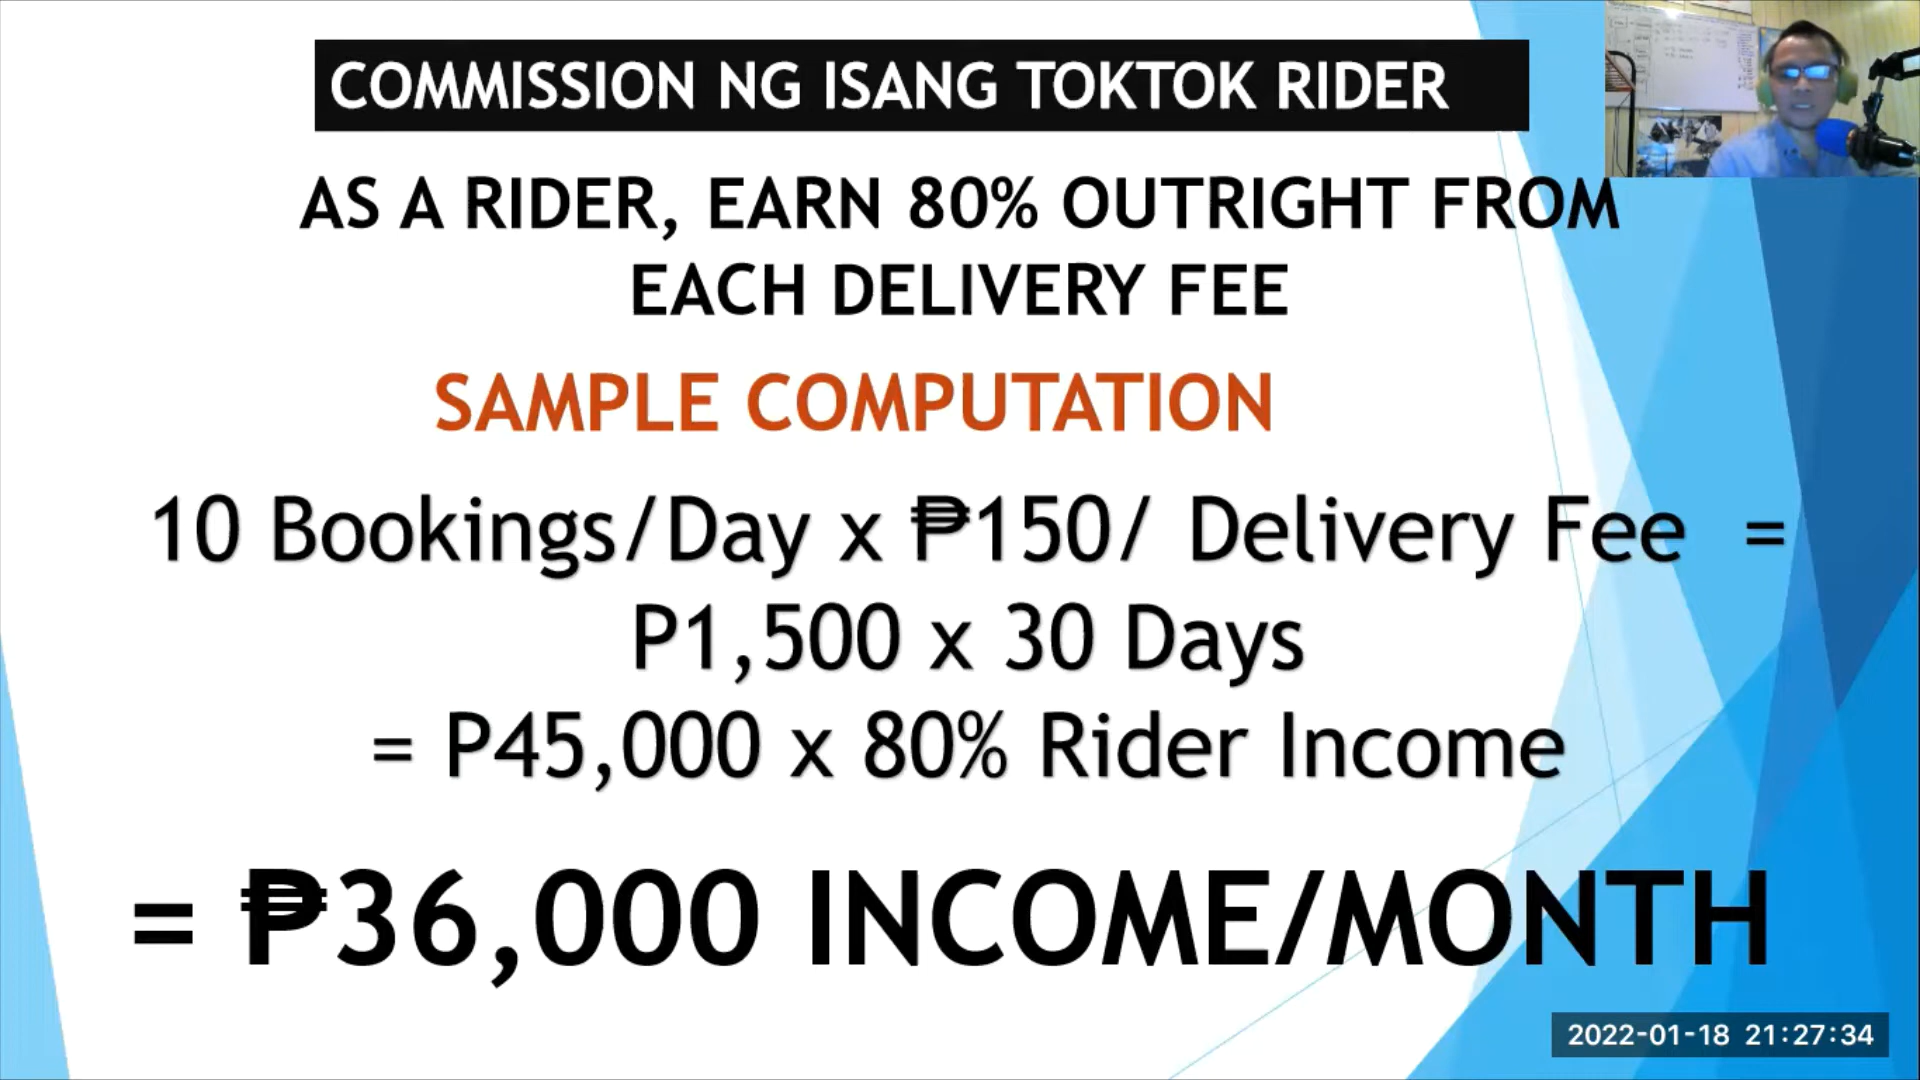 COMMISSION NG ISANG TOKTOK RIDER
AS A RIDER, EARN 80% OUTRIGHT FROM
EACH DELIVERY FEE
SAMPLE COMPUTATION
10 Bookings/Day x ₱150/ Delivery Fee =
P1,500 x 30 Days
= P45,000 x 80% Rider Income
= ₱36,000 INCOME/MONTH
2022-01-18 21:27:34